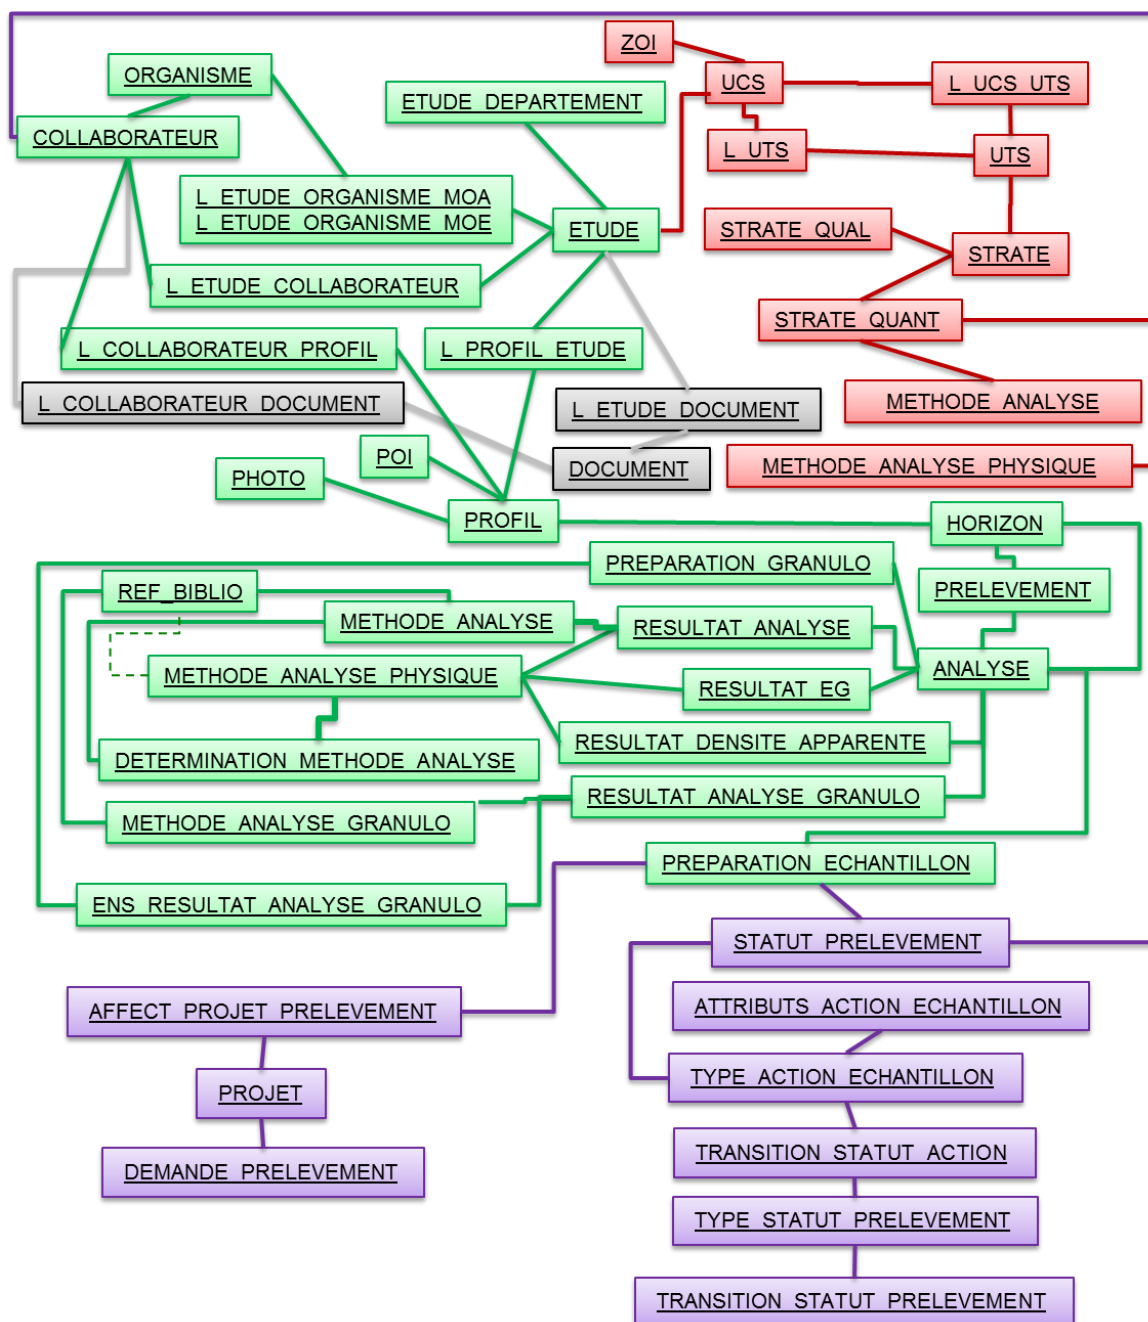 ZOI
ORGANISME
UCS
L_UCS_UTS
ETUDE_DEPARTEMENT
COLLABORATEUR
L_UTS
UTS
L_ETUDE_ORGANISME_MOA
L_ETUDE_ORGANISME_MOE
ETUDE
STRATE_QUAL
STRATE
L_ETUDE_COLLABORATEUR
STRATE_QUANT
L_COLLABORATEUR_PROFIL
L_PROFIL_ETUDE
L_COLLABORATEUR_DOCUMENT
L_ETUDE_DOCUMENT
METHODE_ANALYSE
POI
DOCUMENT
METHODE_ANALYSE_PHYSIQUE
PHOTO
PROFIL
HORIZON
PREPARATION_GRANULO
REF_BIBLIO
PRELEVEMENT
METHODE_ANALYSE
RESULTAT_ANALYSE
METHODE_ANALYSE_PHYSIQUE
RESULTAT_EG
ANALYSE
DETERMINATION_METHODE_ANALYSE
RESULTAT_DENSITE_APPARENTE
METHODE_ANALYSE_GRANULO
RESULTAT_ANALYSE_GRANULO
PREPARATION_ECHANTILLON
ENS_RESULTAT_ANALYSE_GRANULO
STATUT_PRELEVEMENT
AFFECT_PROJET_PRELEVEMENT
ATTRIBUTS_ACTION_ECHANTILLON
PROJET
TYPE_ACTION_ECHANTILLON
DEMANDE_PRELEVEMENT
TRANSITION_STATUT_ACTION
TYPE_STATUT_PRELEVEMENT
TRANSITION_STATUT_PRELEVEMENT